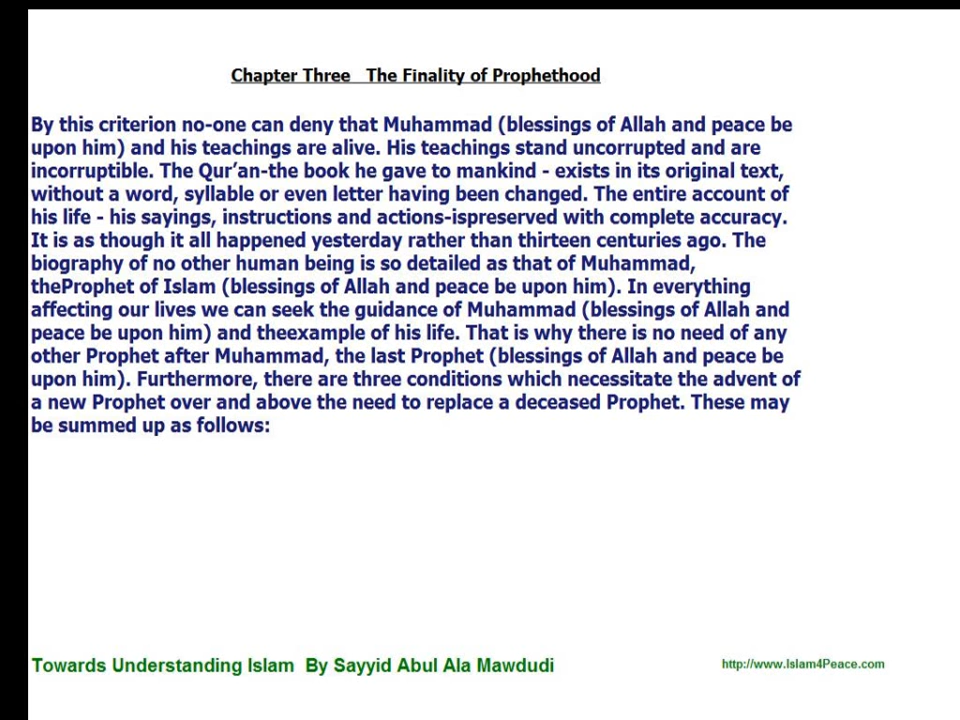 Chapter Three   The Finality of Prophethood
By this criterion no-one can deny that Muhammad (blessings of Allah and peace be
upon him) and his teachings are alive. His teachings stand uncorrupted and are
incorruptible. The Qur’an-the book he gave to mankind - exists in its original text,
without a word, syllable or even letter having been changed. The entire account of
his life - his sayings, instructions and actions-ispreserved with complete accuracy.
It is as though it all happened yesterday rather than thirteen centuries ago. The
biography of no other human being is so detailed as that of Muhammad,
theProphet of Islam (blessings of Allah and peace be upon him). In everything
affecting our lives we can seek the guidance of Muhammad (blessings of Allah and
peace be upon him) and theexample of his life. That is why there is no need of any
other Prophet after Muhammad, the last Prophet (blessings of Allah and peace be
upon him). Furthermore, there are three conditions which necessitate the advent of
a new Prophet over and above the need to replace a deceased Prophet. These may
be summed up as follows:
Towards Understanding Islam  By Sayyid Abul Ala Mawdudi
http://www.Islam4Peace.com